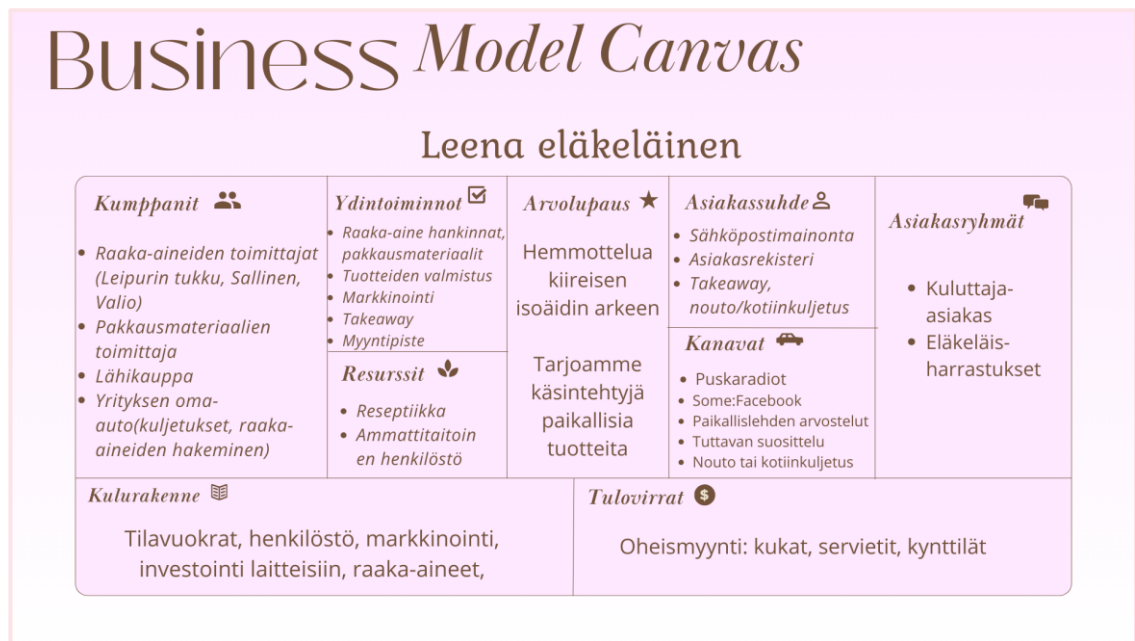 Business Model Canvas
Leena eläkeläinen
Kumppanit
• Raaka-aineiden toimittajat
(Leipurin tukku, Sallinen,
Valio)
• Pakkausmateriaalien
toimittaja
• Lähikauppa
• Yrityksen oma-
auto(kuljetukset, raaka-
aineiden hakeminen)
Ydintoiminnot
• Raaka-aine hankinnat,
pakkausmateriaalit
• Tuotteiden valmistus
• Markkinointi
• Takeaway
• Myyntipiste
Resurssit
• Reseptiikka
• Ammattitaitoin
en henkilöstö
Arvolupaus
Hemmottelua
kiireisen
isoäidin arkeen
Tarjoamme
käsintehtyjä
paikallisia
tuotteita
Asiakassuhde
• Sähköpostimainonta
• Asiakasrekisteri
• Takeaway,
nouto/kotiinkuljetus
Kanavat
• Puskaradiot
• Some:Facebook
• Paikallislehden arvostelut
• Tuttavan suosittelu
• Nouto tai kotiinkuljetus
Asiakasryhmät
• Kuluttaja-
asiakas
• Eläkeläis-
harrastukset
Kulurakenne
Tilavuokrat, henkilöstö, markkinointi,
investointi laitteisiin, raaka-aineet,
Tulovirrat
$
Oheismyynti: kukat, servietit, kynttilät